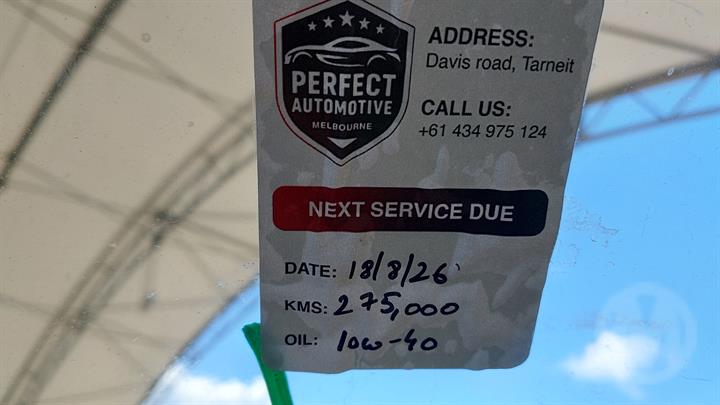 PERFECT
AUTOMOTIVE
MELBOURNE
ADDRESS:
Davis road, Tarneit
CALL US:
+61 434 975 124
NEXT SERVICE DUE
DATE: 18/8/26
KMS: 275,000
OIL: 10w-40